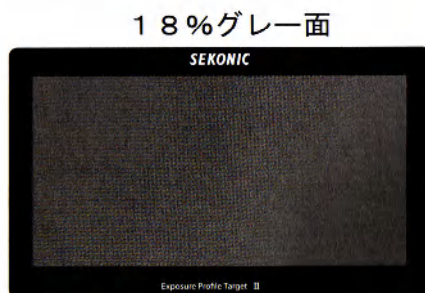 18%グレー面
SEKONIC
Exposure Profile Target II